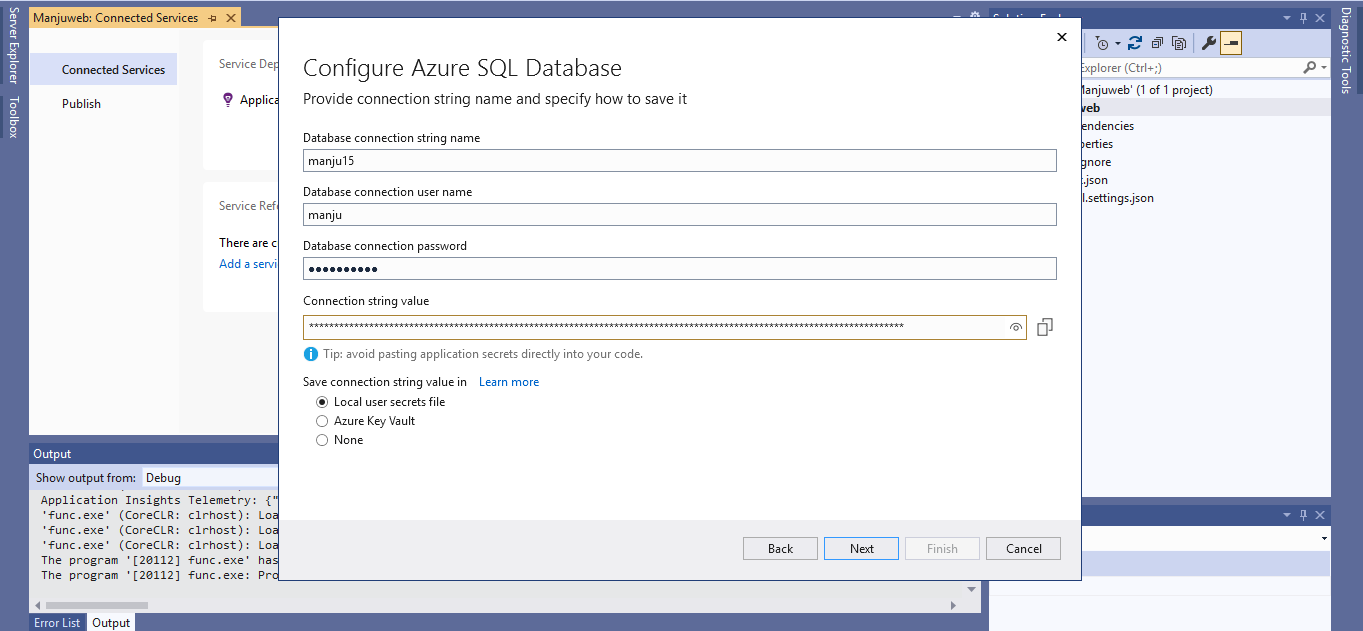 Server Explorer
Toolbox
Manjuweb: Connected Services
Connected Services
Publish
Service Dep
Applica
Service Refe
There are c
Add a servi
Configure Azure SQL Database
Provide connection string name and specify how to save it
Database connection string name
manju15
Database connection user name
manju
Database connection password
••••••••••
Connection string value
Tip: avoid pasting application secrets directly into your code.
Save connection string value in Learn more
Local user secrets file
Azure Key Vault
None
Back Next Finish Cancel
Explorer (Ctrl+;)
Manjuweb' (1 of 1 project)
web
endencies
perties
gnore
t.json
l.settings.json
Diagnostic Tools
Output
Show output from: Debug
Application Insights Telemetry: {"
'func.exe' (CoreCLR: clrhost): Loa
'func.exe' (CoreCLR: clrhost): Loa
'func.exe' (CoreCLR: clrhost): Loa
The program '[20112] func.exe' has
The program '[20112] func.exe: Pro
Error List Output